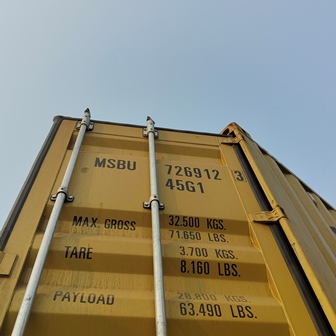 MSBU 726912 3
45G1
MAX. GROSS 32.500 KGS.
71.650 LBS.
TARE 3.700 KGS.
8.160 LBS.
PAYLOAD 28.800 KGS.
63.490 LBS.